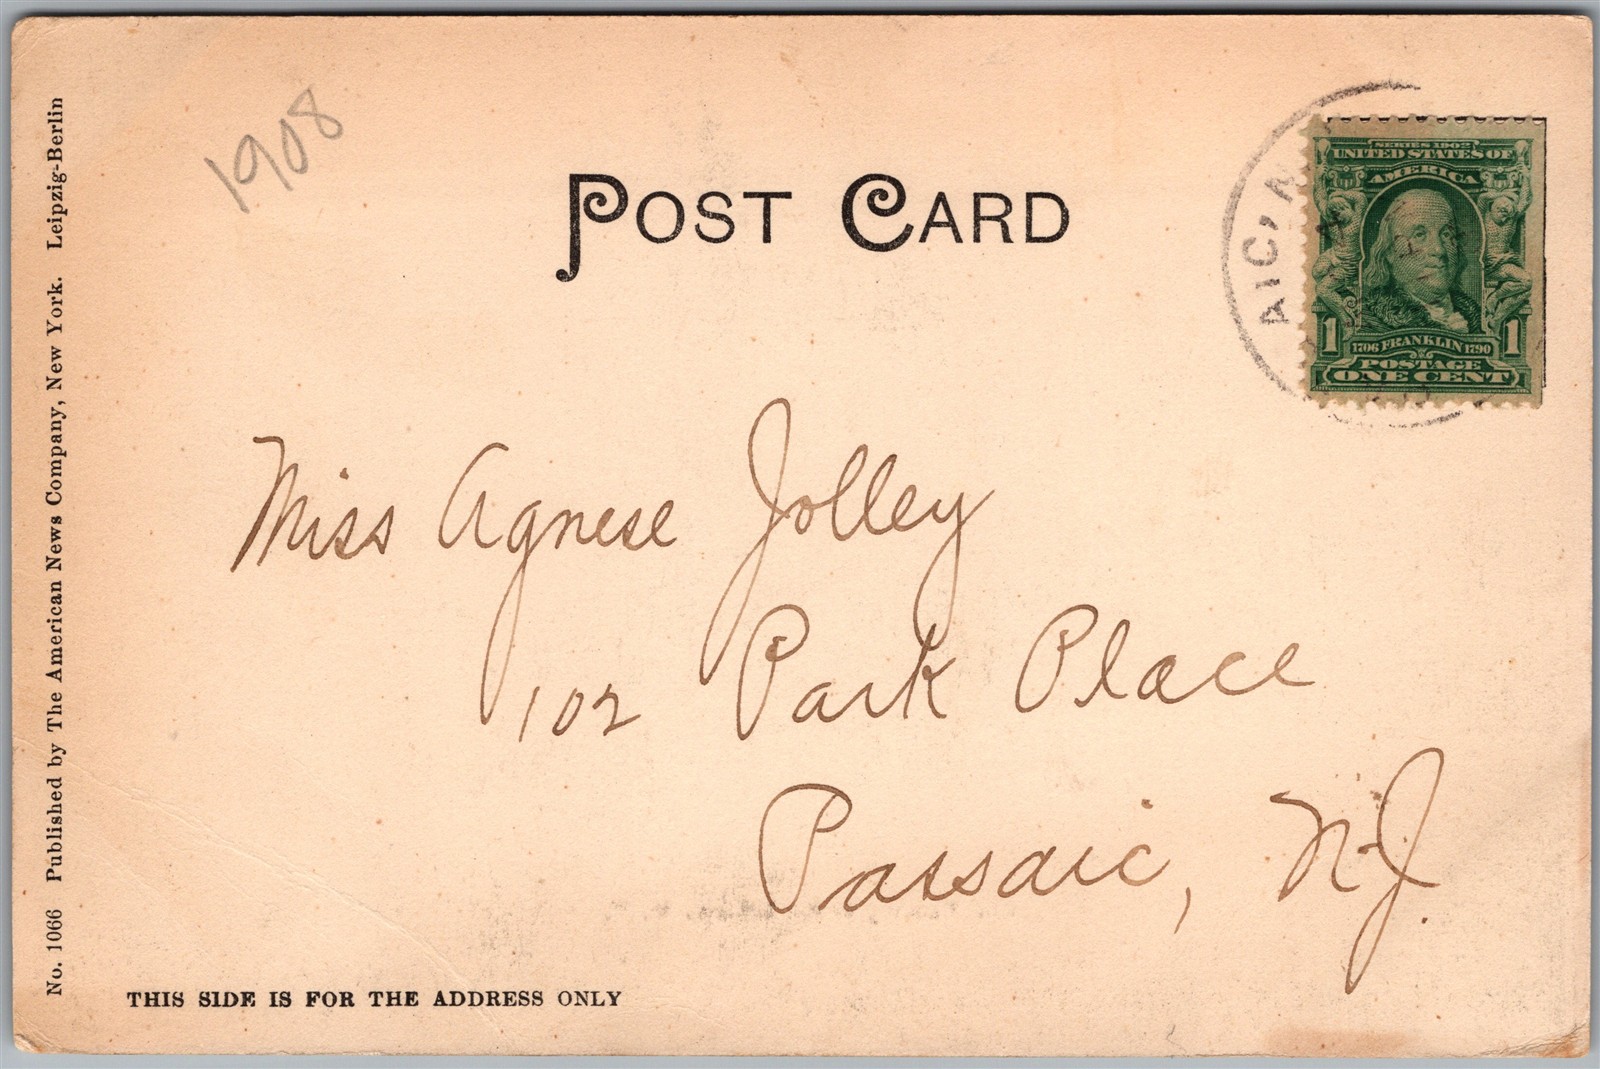 1908
POST CARD
AIC, N
SERIES 1902
UNITED STATES OF
AMERICA
1 1
1706 FRANKLIN 1790
POSTAGE
ONE CENT
Miss Agnese Jolley
102 Park Place
Passaic, N.J.
THIS SIDE IS FOR THE ADDRESS ONLY
No. 1066 Published by The American News Company, New York. Leipzig-Berlin